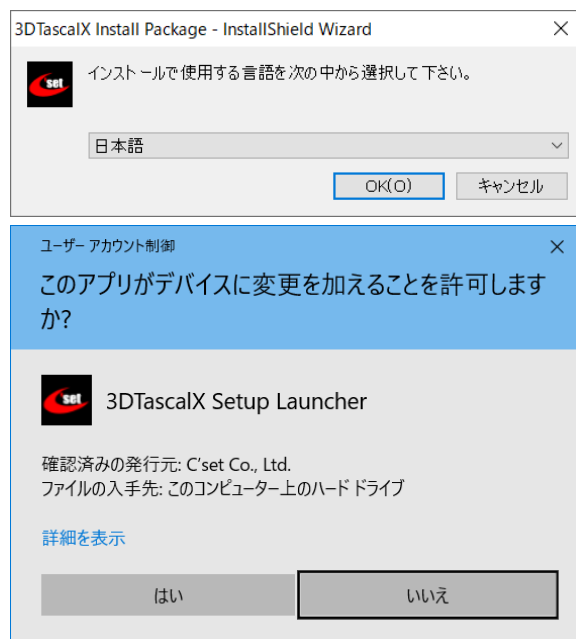 3DTascalX Install Package - InstallShield Wizard
set
インストールで使用する言語を次の中から選択して下さい。
日本語
OK(O)
キャンセル
ユーザー アカウント制御
このアプリがデバイスに変更を加えることを許可します
か?
set
3DTascalX Setup Launcher
確認済みの発行元: C'set Co., Ltd.
ファイルの入手先: このコンピューター上のハード ドライブ
詳細を表示
はい
いいえ